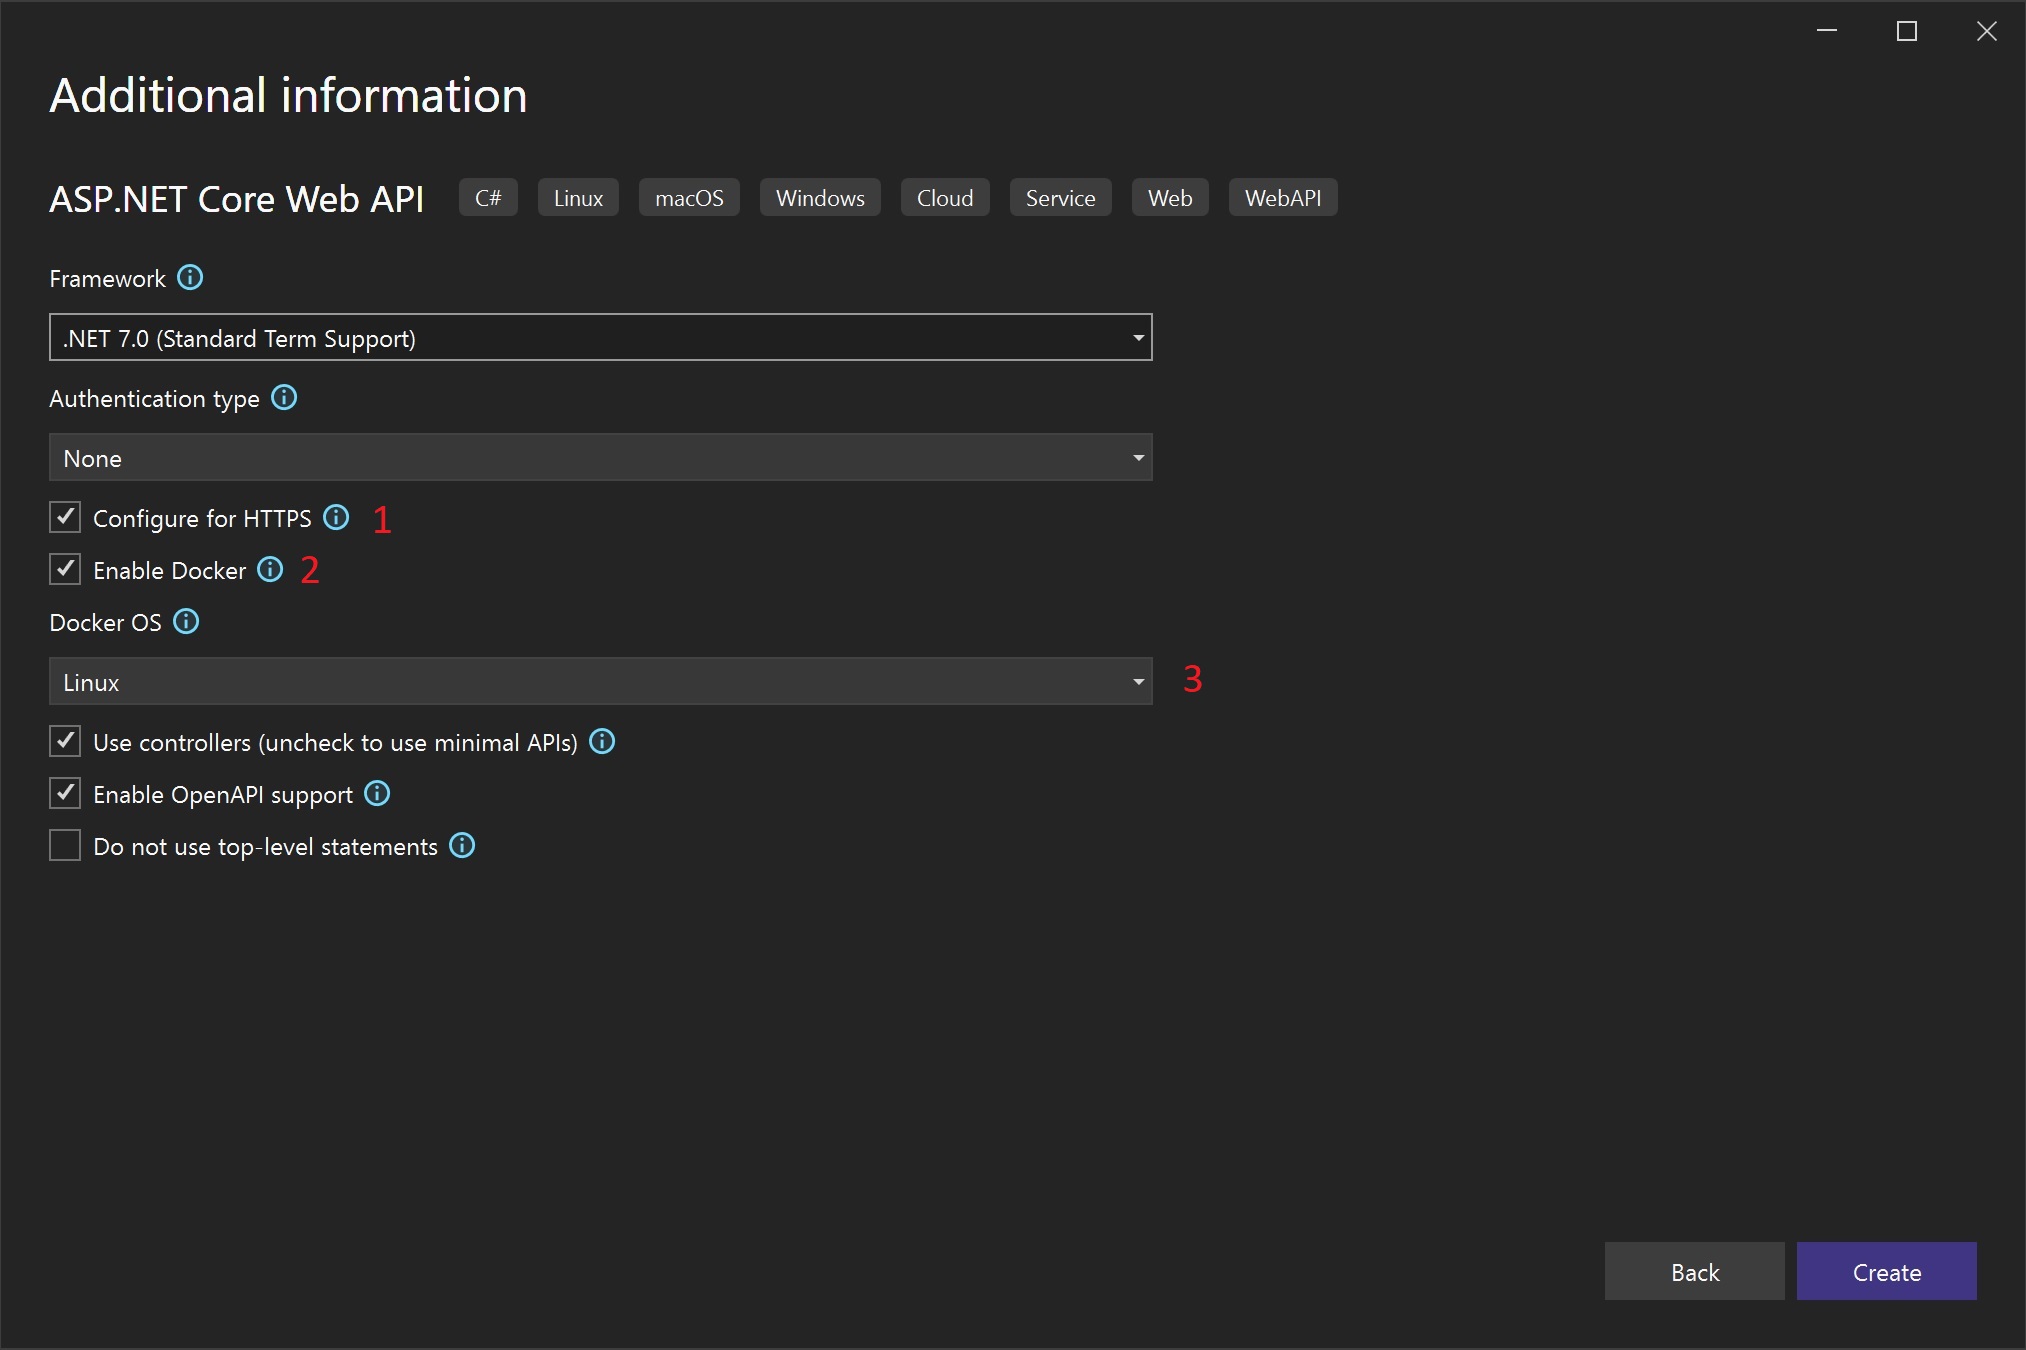 Additional information
ASP.NET Core Web API C# Linux macOS Windows Cloud Service Web WebAPI
Framework
.NET 7.0 (Standard Term Support)
Authentication type
None
Configure for HTTPS 1
Enable Docker 2
Docker OS
Linux 3
Use controllers (uncheck to use minimal APIs)
Enable OpenAPI support
Do not use top-level statements
Back Create